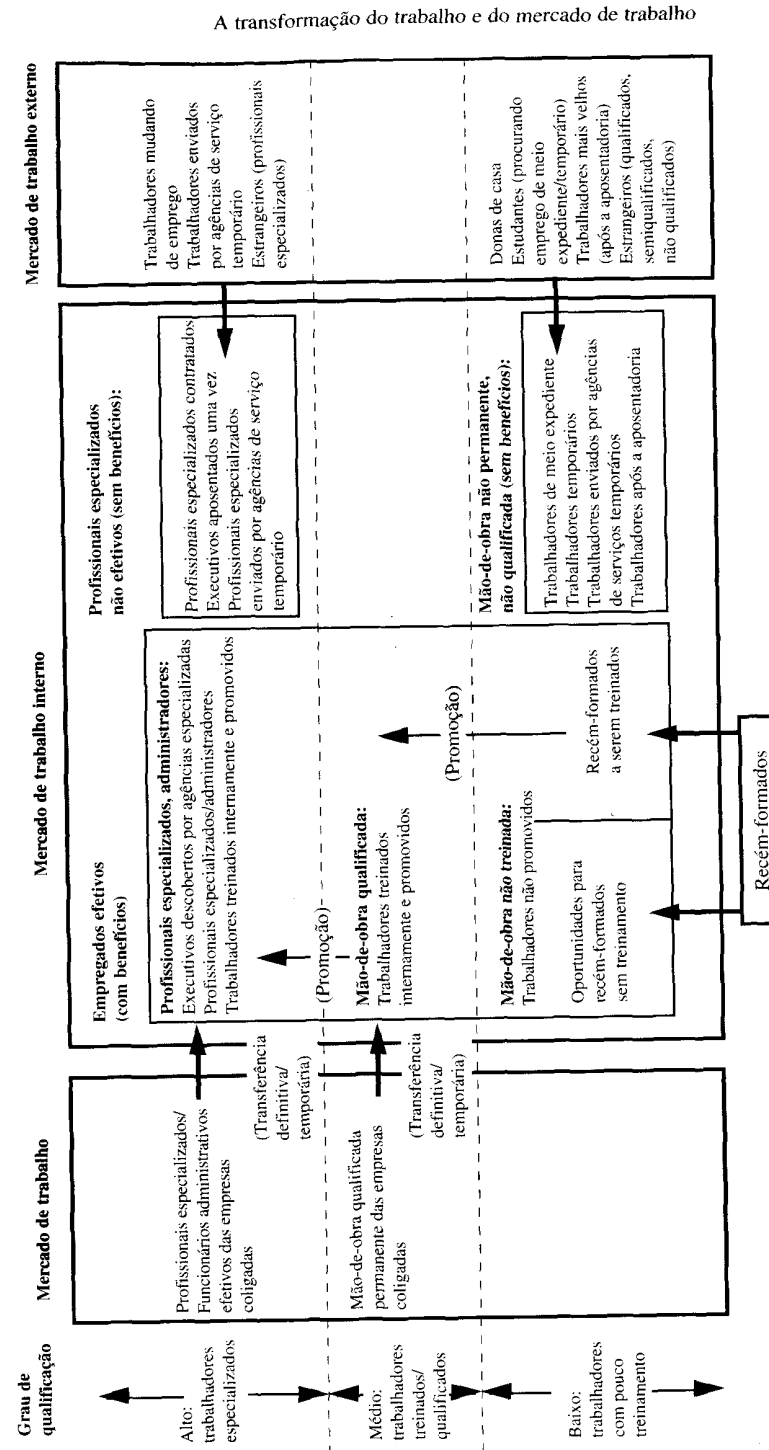 A transformação do trabalho e do mercado de trabalho
Grau de
qualificação
Alto:
trabalhadores
especializados
Médio:
trabalhadores
treinados/
qualificados
Baixo:
trabalhadores
com pouco
treinamento
Mercado de trabalho
Profissionais especializados/
Funcionários administrativos
efetivos das empresas
coligadas
(Transferência
definitiva/
temporária)
Mão-de-obra qualificada
permanente das empresas
coligadas
(Transferência
definitiva/
temporária)
Mercado de trabalho interno
Empregados efetivos
(com benefícios)
Profissionais especializados, administradores:
Executivos descobertos por agências especializadas
Profissionais especializados/administradores
Trabalhadores treinados internamente e promovidos
(Promoção)
Mão-de-obra qualificada:
Trabalhadores treinados
internamente e promovidos
(Promoção)
Mão-de-obra não treinada:
Trabalhadores não promovidos
Oportunidades para
recém-formados
sem treinamento
Recém-formados
a serem treinados
Recém-formados
Profissionais especializados
não efetivos (sem benefícios):
Profissionais especializados contratados
Executivos aposentados uma vez
Profissionais especializados
enviados por agências de serviço
temporário
Mão-de-obra não permanente,
não qualificada (sem benefícios):
Trabalhadores de meio expediente
Trabalhadores temporários
Trabalhadores enviados por agências
de serviços temporários
Trabalhadores após a aposentadoria
Mercado de trabalho externo
Trabalhadores mudando
de emprego
Trabalhadores enviados
por agências de serviço
temporário
Estrangeiros (profissionais
especializados)
Donas de casa
Estudantes (procurando
emprego de meio
expediente/temporário)
Trabalhadores mais velhos
(após a aposentadoria)
Estrangeiros (qualificados,
semiqualificados,
não qualificados)